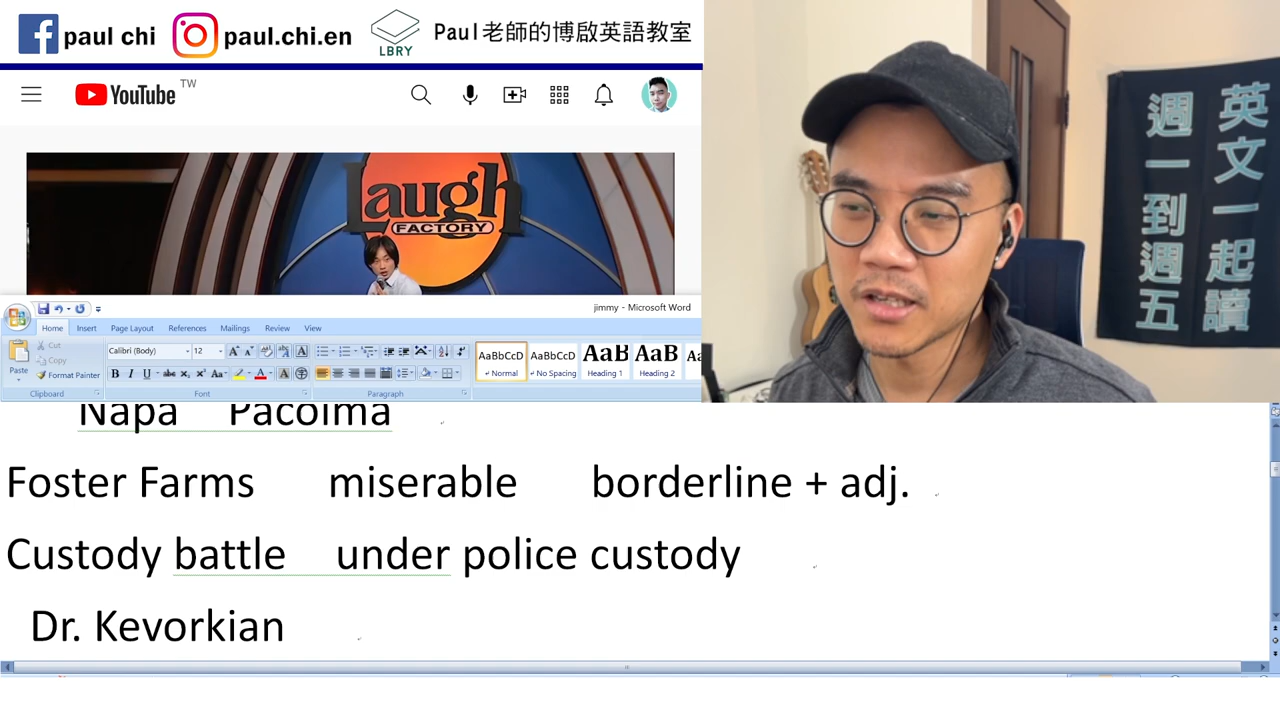 paul chi
paul.chi.en
LBRY
Paul老師的博啟英語教室
YouTube TW
Laugh
FACTORY
英文一起讀
週一到週五
jimmy - Microsoft Word
Home Insert Page Layout References Mailings Review View
Paste
Cut
Copy
Format Painter
Clipboard
Calibri (Body) 12
Font
Paragraph
AaBbCcD AaBbCcD AaBb AaB
Normal No Spacing Heading 1 Heading 2
Napa Pacoima
Foster Farms miserable borderline + adj.
Custody battle under police custody
Dr. Kevorkian